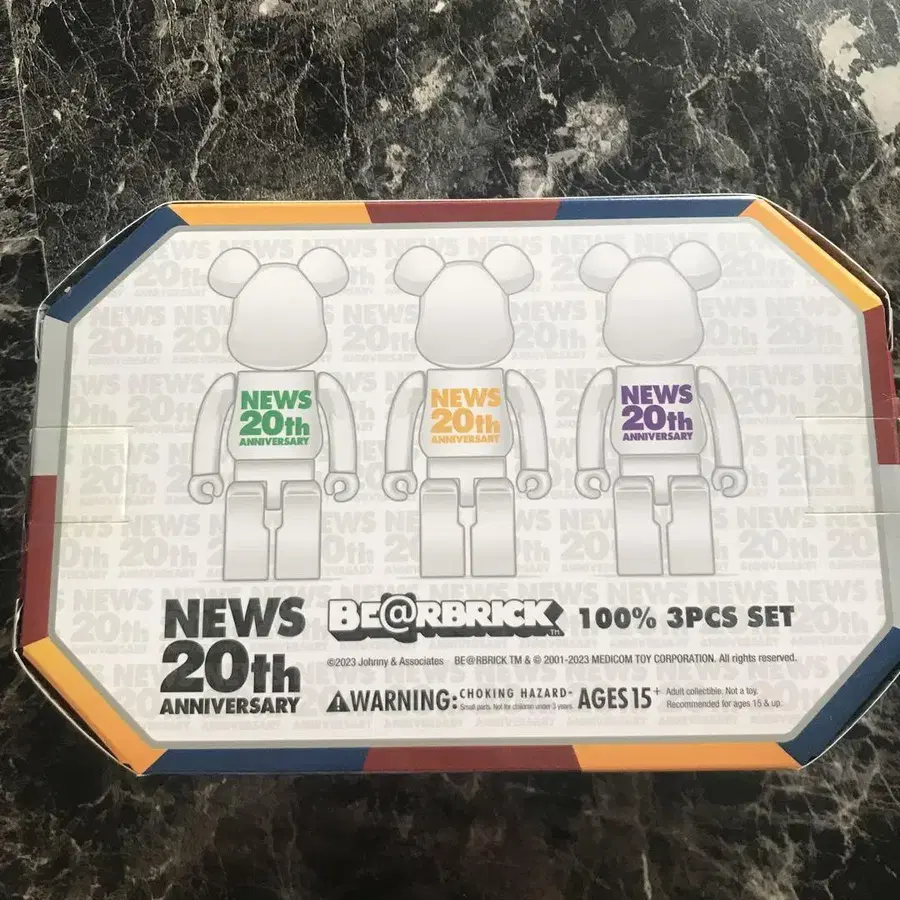 NEWS
20th
ANNIVERSARY
NEWS
20th
ANNIVERSARY
NEWS
20th
ANNIVERSARY
NEWS
20th
ANNIVERSARY
BE@RBRICK TM 100% 3PCS SET
©2023 Johnny & Associates BE@RBRICK TM & © 2001-2023 MEDICOM TOY CORPORATION. All rights reserved.
⚠WARNING: CHOKING HAZARD-
Small parts. Not for children under 3 years.
AGES 15+
Adult collectible. Not a toy.
Recommended for ages 15 & up.